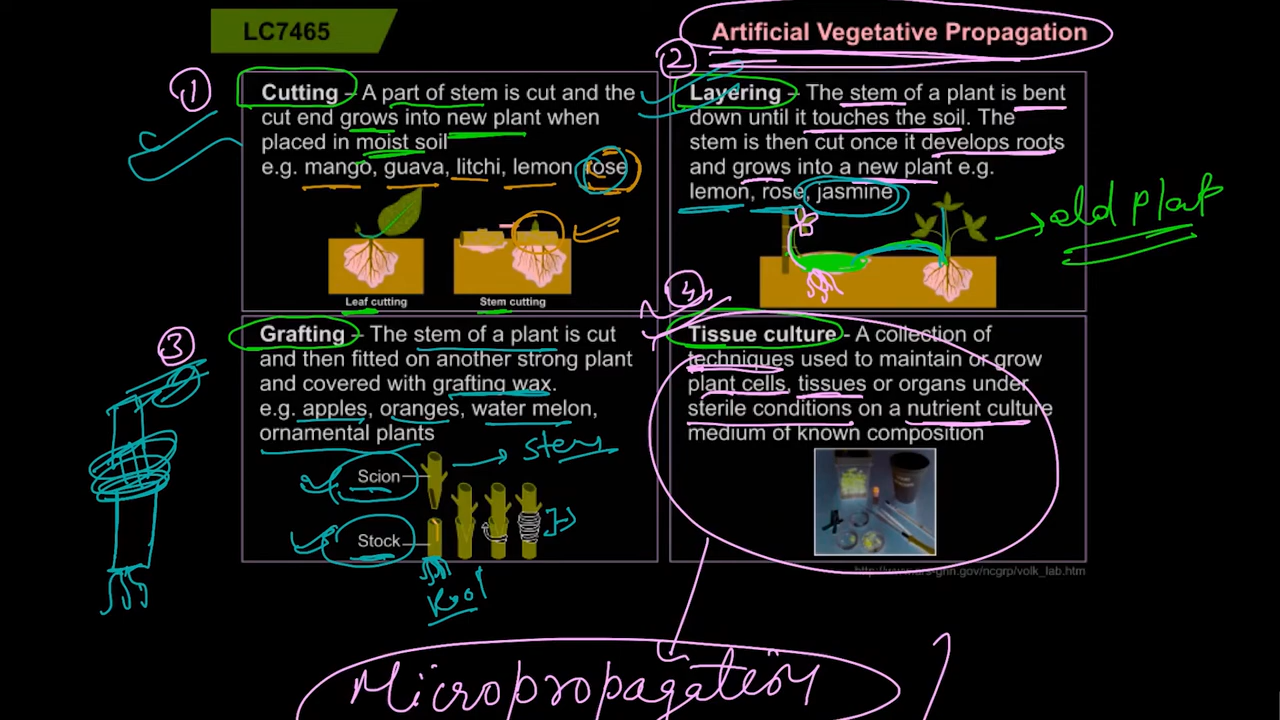 LC7465
Artificial Vegetative Propagation
1
2
Cutting – A part of stem is cut and the
cut end grows into new plant when
placed in moist soil
e.g. mango, guava, litchi, lemon, rose
Leaf cutting
Stem cutting
Layering – The stem of a plant is bent
down until it touches the soil. The
stem is then cut once it develops roots
and grows into a new plant e.g.
lemon, rose, jasmine
old plant
3
4
Grafting – The stem of a plant is cut
and then fitted on another strong plant
and covered with grafting wax.
e.g. apples, oranges, water melon,
ornamental plants
Scion
stem
Stock
Root
Tissue culture – A collection of
techniques used to maintain or grow
plant cells, tissues or organs under
sterile conditions on a nutrient culture
medium of known composition
Micropropagation